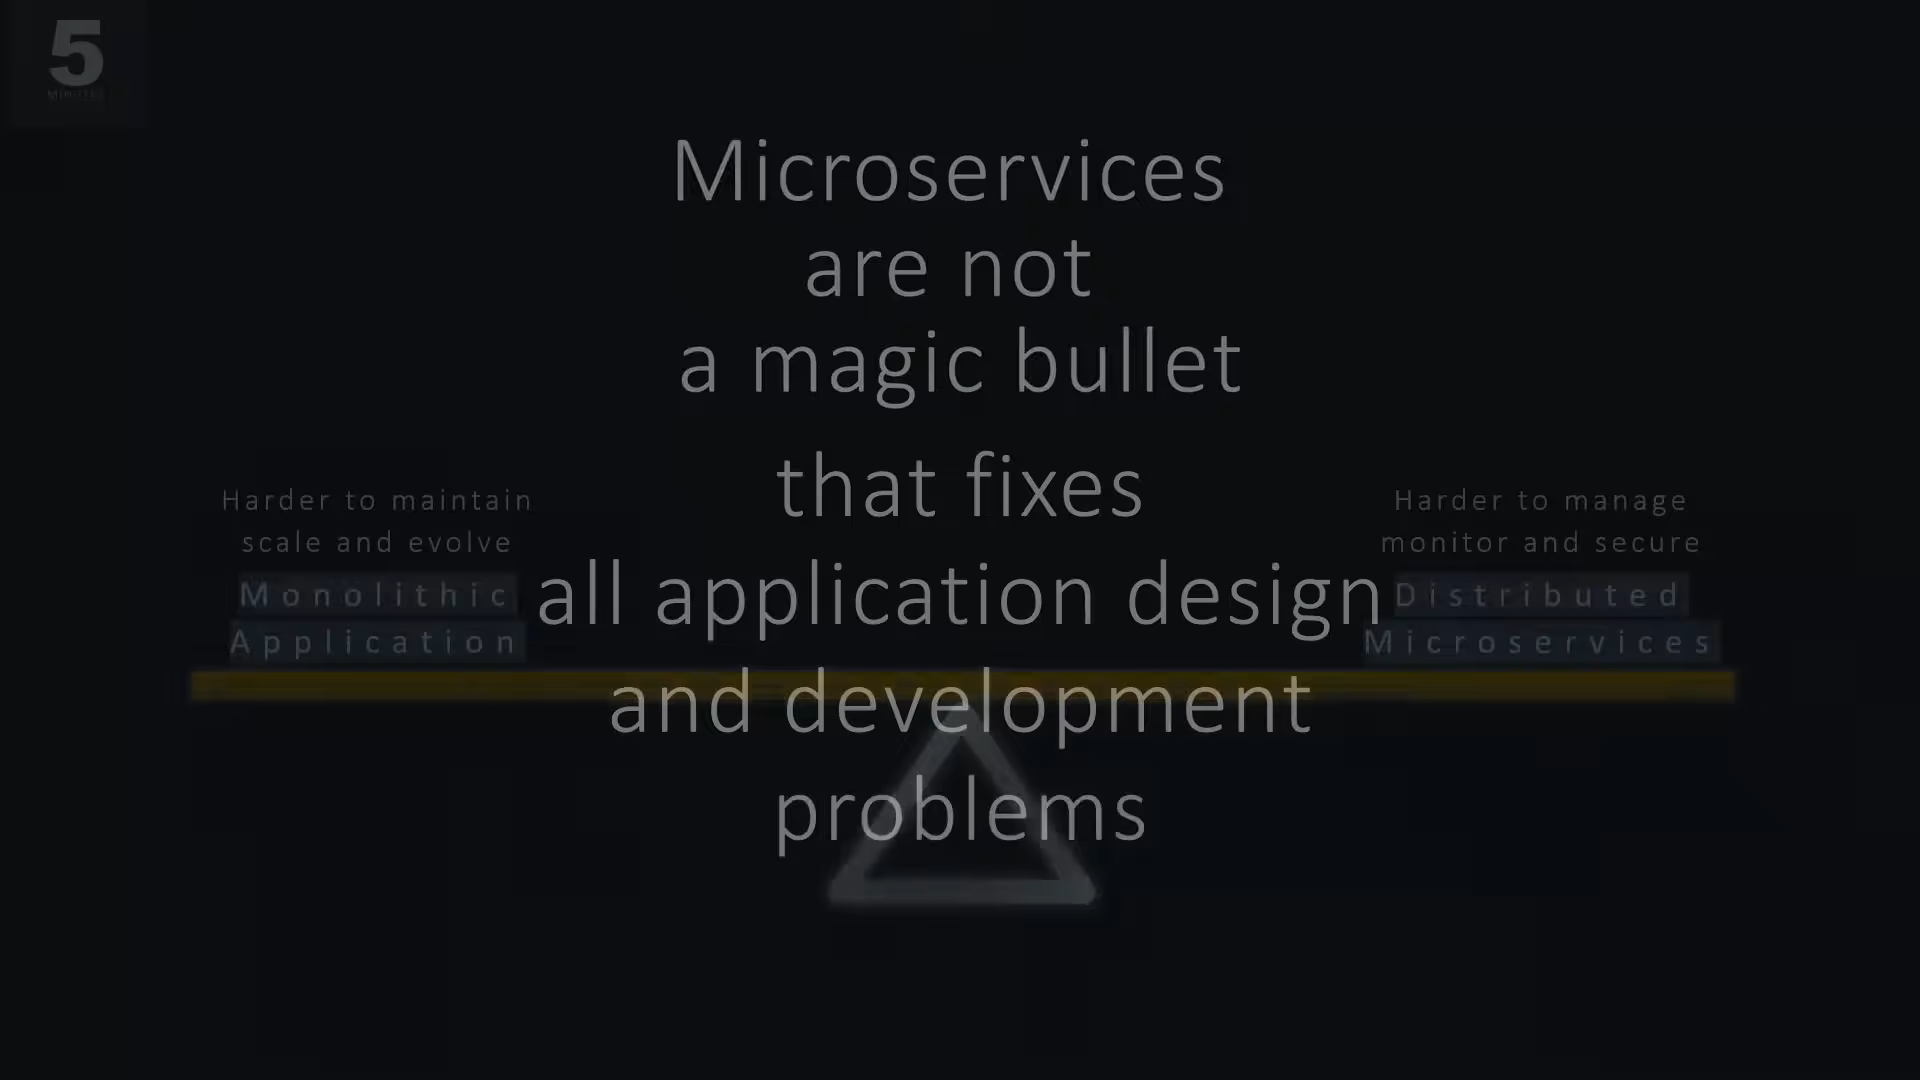 5
MINUTES
Microservices
are not
a magic bullet
that fixes
all application design
and development
problems
Harder to maintain
scale and evolve
Monolithic
Application
Harder to manage
monitor and secure
Distributed
Microservices